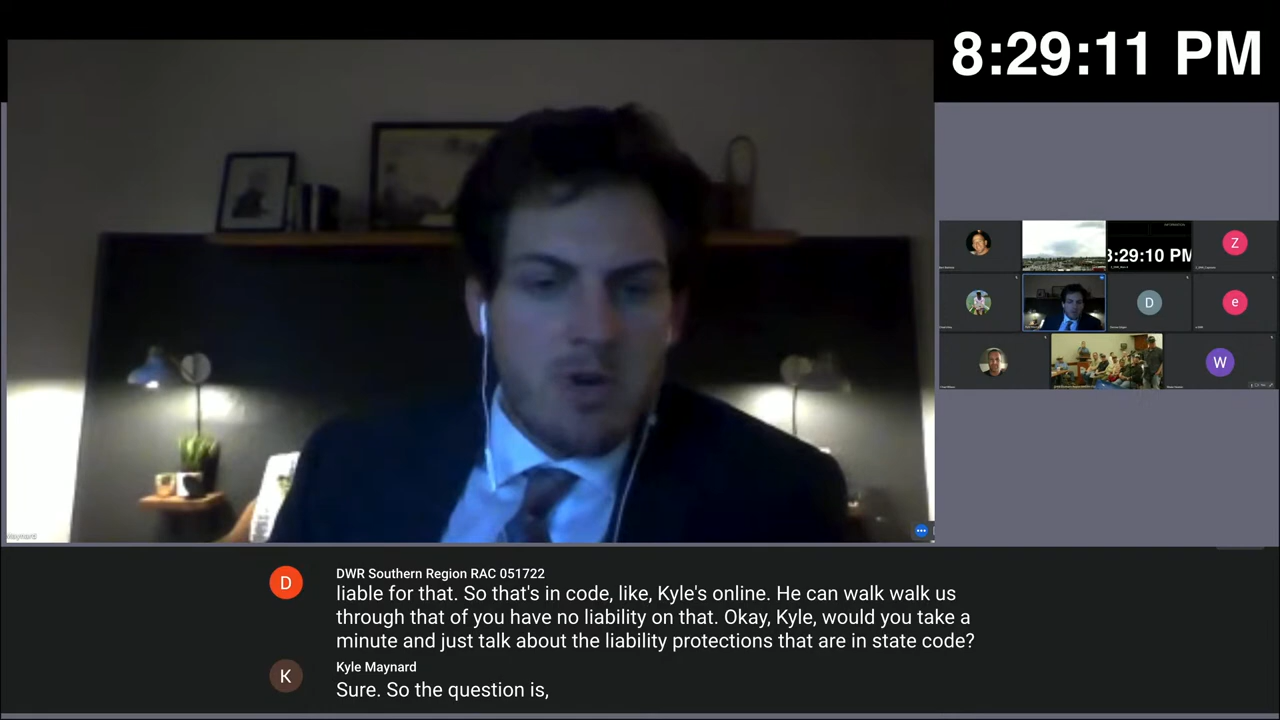 8:29:11 PM
8:29:10 PM
Z
D
e
W
Maynard
D
DWR Southern Region RAC 051722
liable for that. So that's in code, like, Kyle's online. He can walk walk us
through that of you have no liability on that. Okay, Kyle, would you take a
minute and just talk about the liability protections that are in state code?
K
Kyle Maynard
Sure. So the question is,